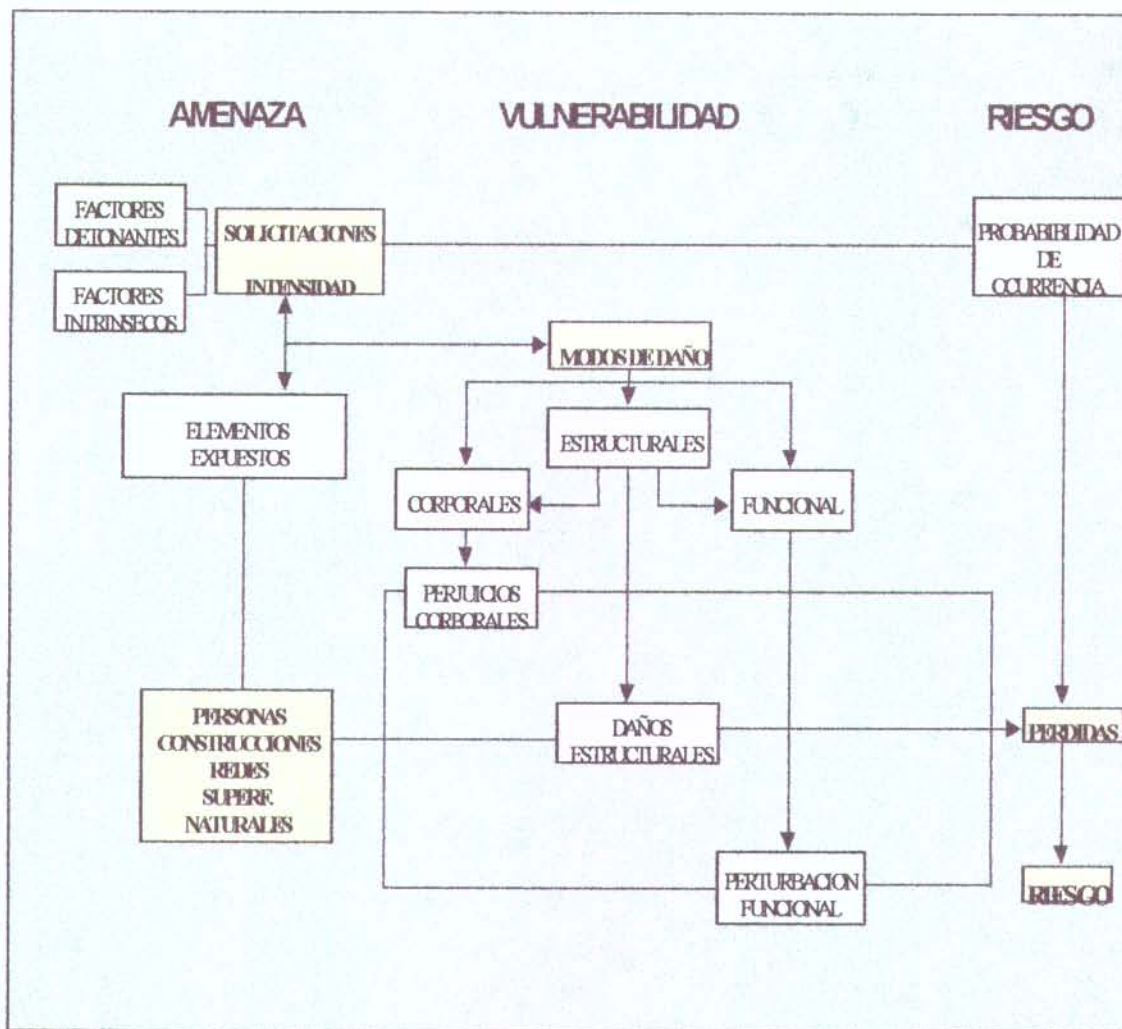 AMENAZA
VULNERABILIDAD
RIESGO
FACTORES
DETONANTES
SOLICITACIONES
INTENSIDAD
FACTORES
INTRINSECOS
PROBABIBILIDAD
DE
OCURRENCIA
MODOS DE DAÑO
ELEMENTOS
EXPUESTOS
ESTRUCTURALES
CORPORALES
FUNCIONAL
PERJUICIOS
CORPORALES
PERSONAS
CONSTRUCCIONES
REDES
SUPERF.
NATURALES
DAÑOS
ESTRUCTURALES
PERDIDAS
PERTURBACION
FUNCIONAL
RIESGO